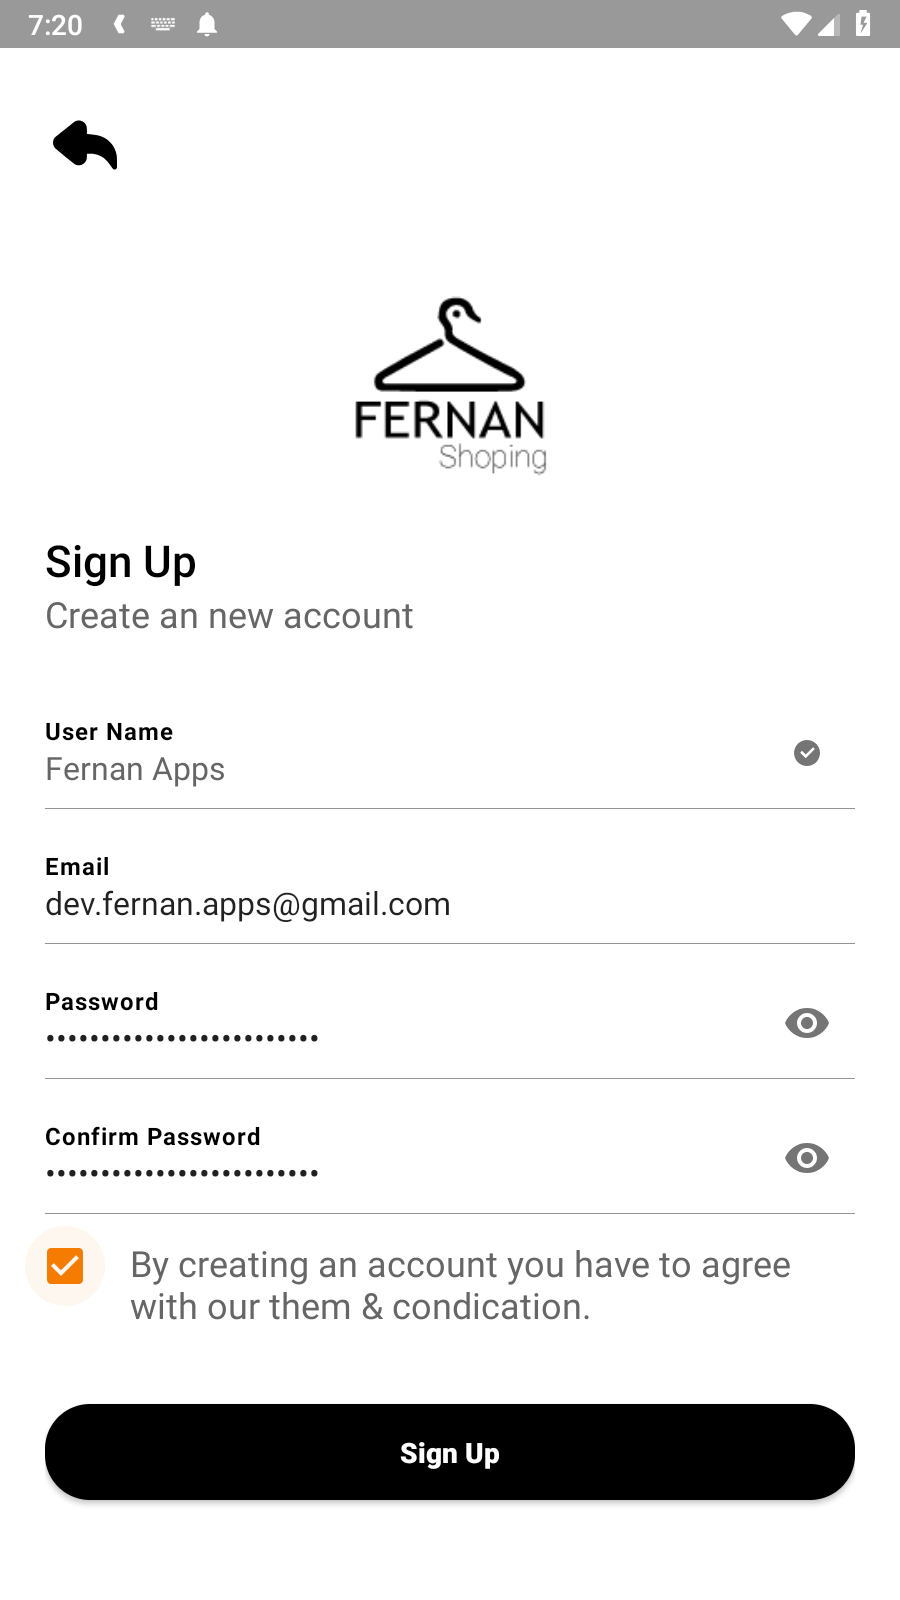 7:20
FERNAN
Shoping
Sign Up
Create an new account
User Name
Fernan Apps
Email
dev.fernan.apps@gmail.com
Password
•••••••••••••••••••••••••
Confirm Password
•••••••••••••••••••••••••
By creating an account you have to agree
with our them & condication.
Sign Up